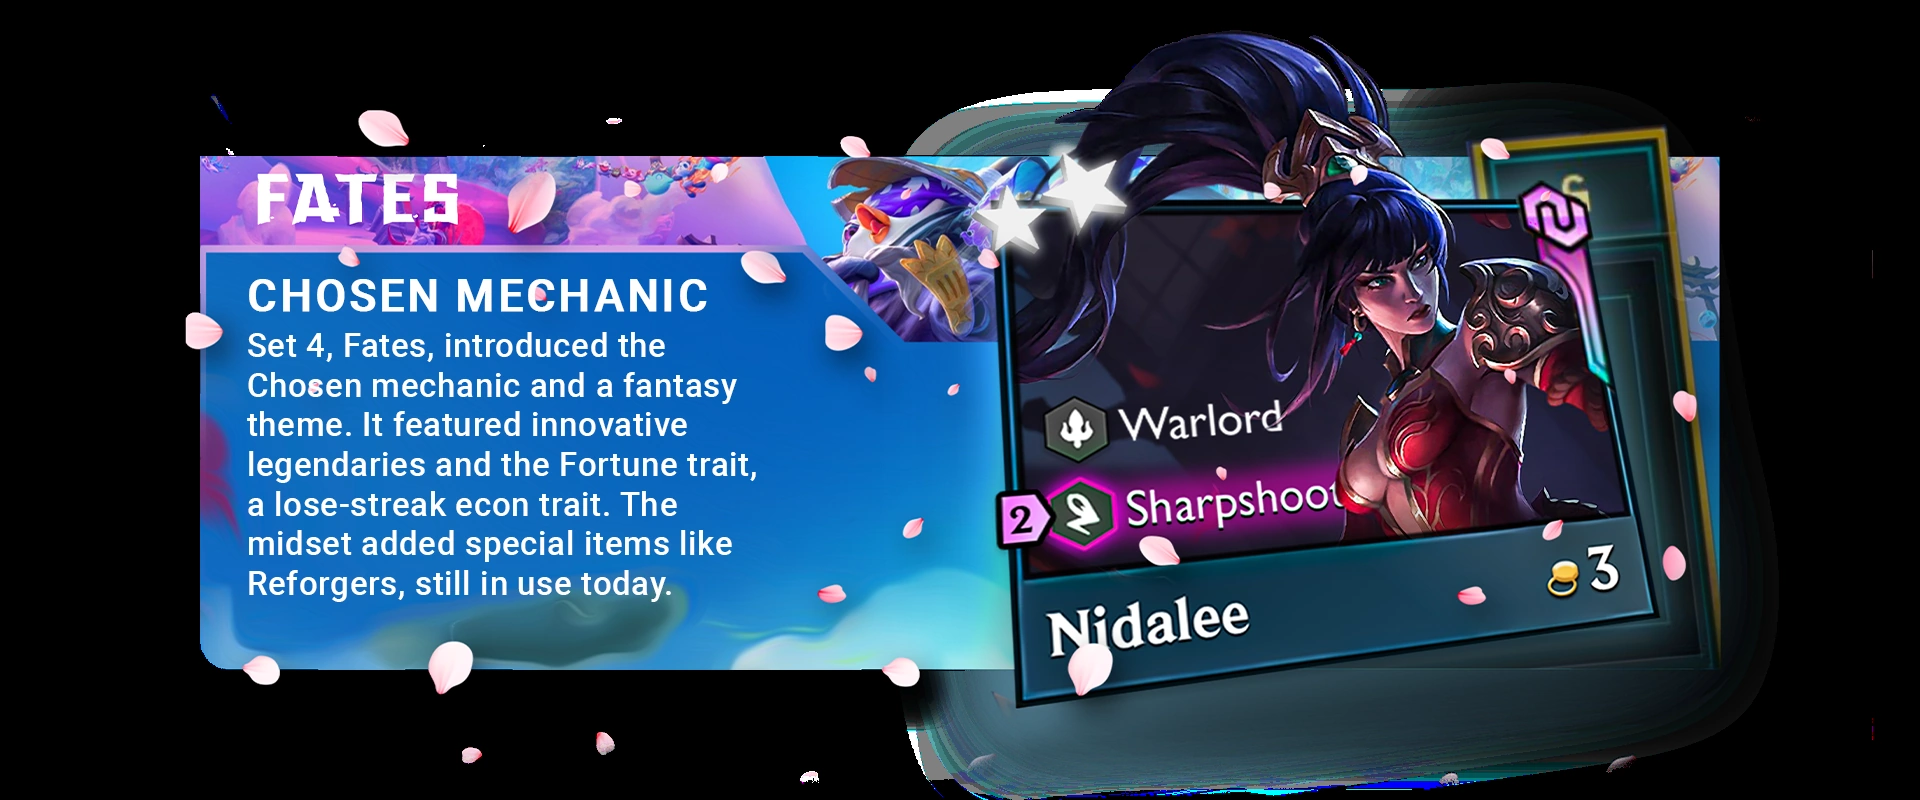 FATES
CHOSEN MECHANIC
Set 4, Fates, introduced the
Chosen mechanic and a fantasy
theme. It featured innovative
legendaries and the Fortune trait,
a lose-streak econ trait. The
midset added special items like
Reforgers, still in use today.
Warlord
2 Sharpshoot
Nidalee
3